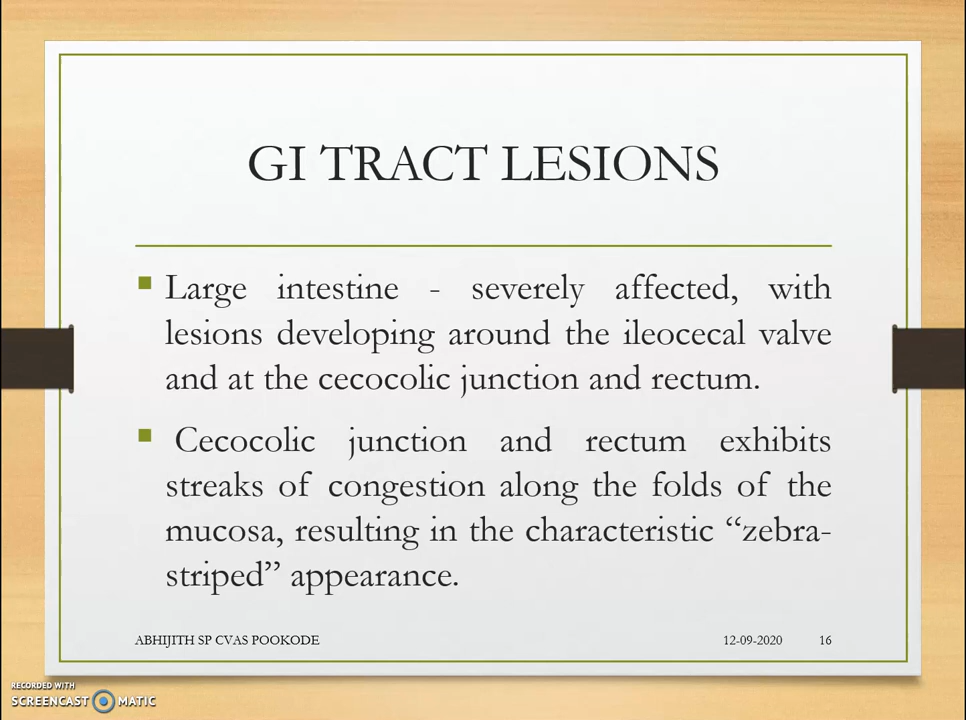 GI TRACT LESIONS
Large intestine - severely affected, with
lesions developing around the ileocecal valve
and at the cecocolic junction and rectum.
Cecocolic junction and rectum exhibits
streaks of congestion along the folds of the
mucosa, resulting in the characteristic “zebra-
striped” appearance.
ABHIJITH SP CVAS POOKODE 12-09-2020 16
RECORDED WITH
SCREENCAST MATIC